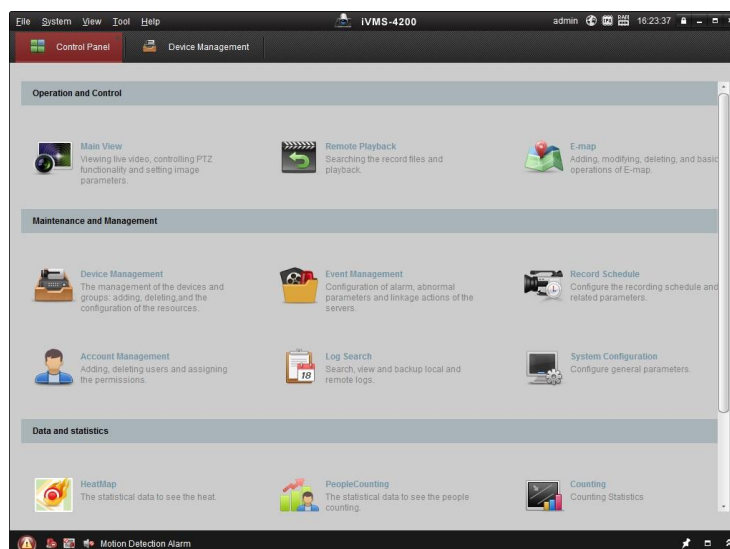 File System View Tool Help iVMS-4200 admin 16:23:37
Control Panel Device Management
Operation and Control
Main View
Viewing live video, controlling PTZ
functionality and setting image
parameters.
Remote Playback
Searching the record files and
playback.
E-map
Adding, modifying, deleting, and basic
operations of E-map.
Maintenance and Management
Device Management
The management of the devices and
groups: adding, deleting,and the
configuration of the resources.
Event Management
Configuration of alarm, abnormal
parameters and linkage actions of the
servers.
Record Schedule
Configure the recording schedule and
related parameters.
Account Management
Adding, deleting users and assigning
the permissions.
18
Log Search
Search, view and backup local and
remote logs.
System Configuration
Configure general parameters.
Data and statistics
HeatMap
The statistical data to see the heat.
PeopleCounting
The statistical data to see the people
counting.
Counting
Counting Statistics
Motion Detection Alarm